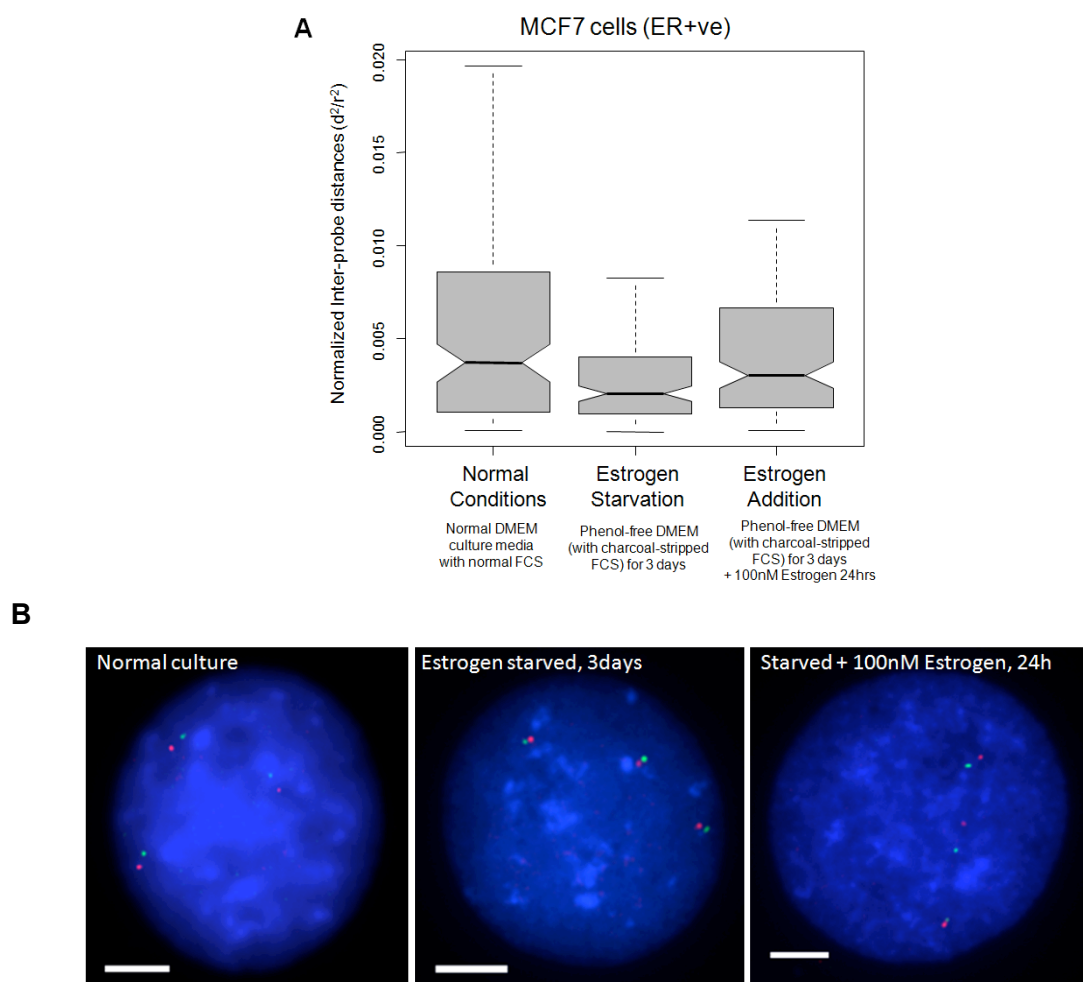 A
MCF7 cells (ER+ve)
Normalized Inter-probe distances (d²/r²)
0.020
0.015
0.010
0.005
0.000
Normal
Conditions
Normal DMEM
culture media
with normal FCS
Estrogen
Starvation
Phenol-free DMEM
(with charcoal-stripped
FCS) for 3 days
Estrogen
Addition
Phenol-free DMEM
(with charcoal-stripped
FCS) for 3 days
+ 100nM Estrogen 24hrs
B
Normal culture
Estrogen starved, 3days
Starved + 100nM Estrogen, 24h